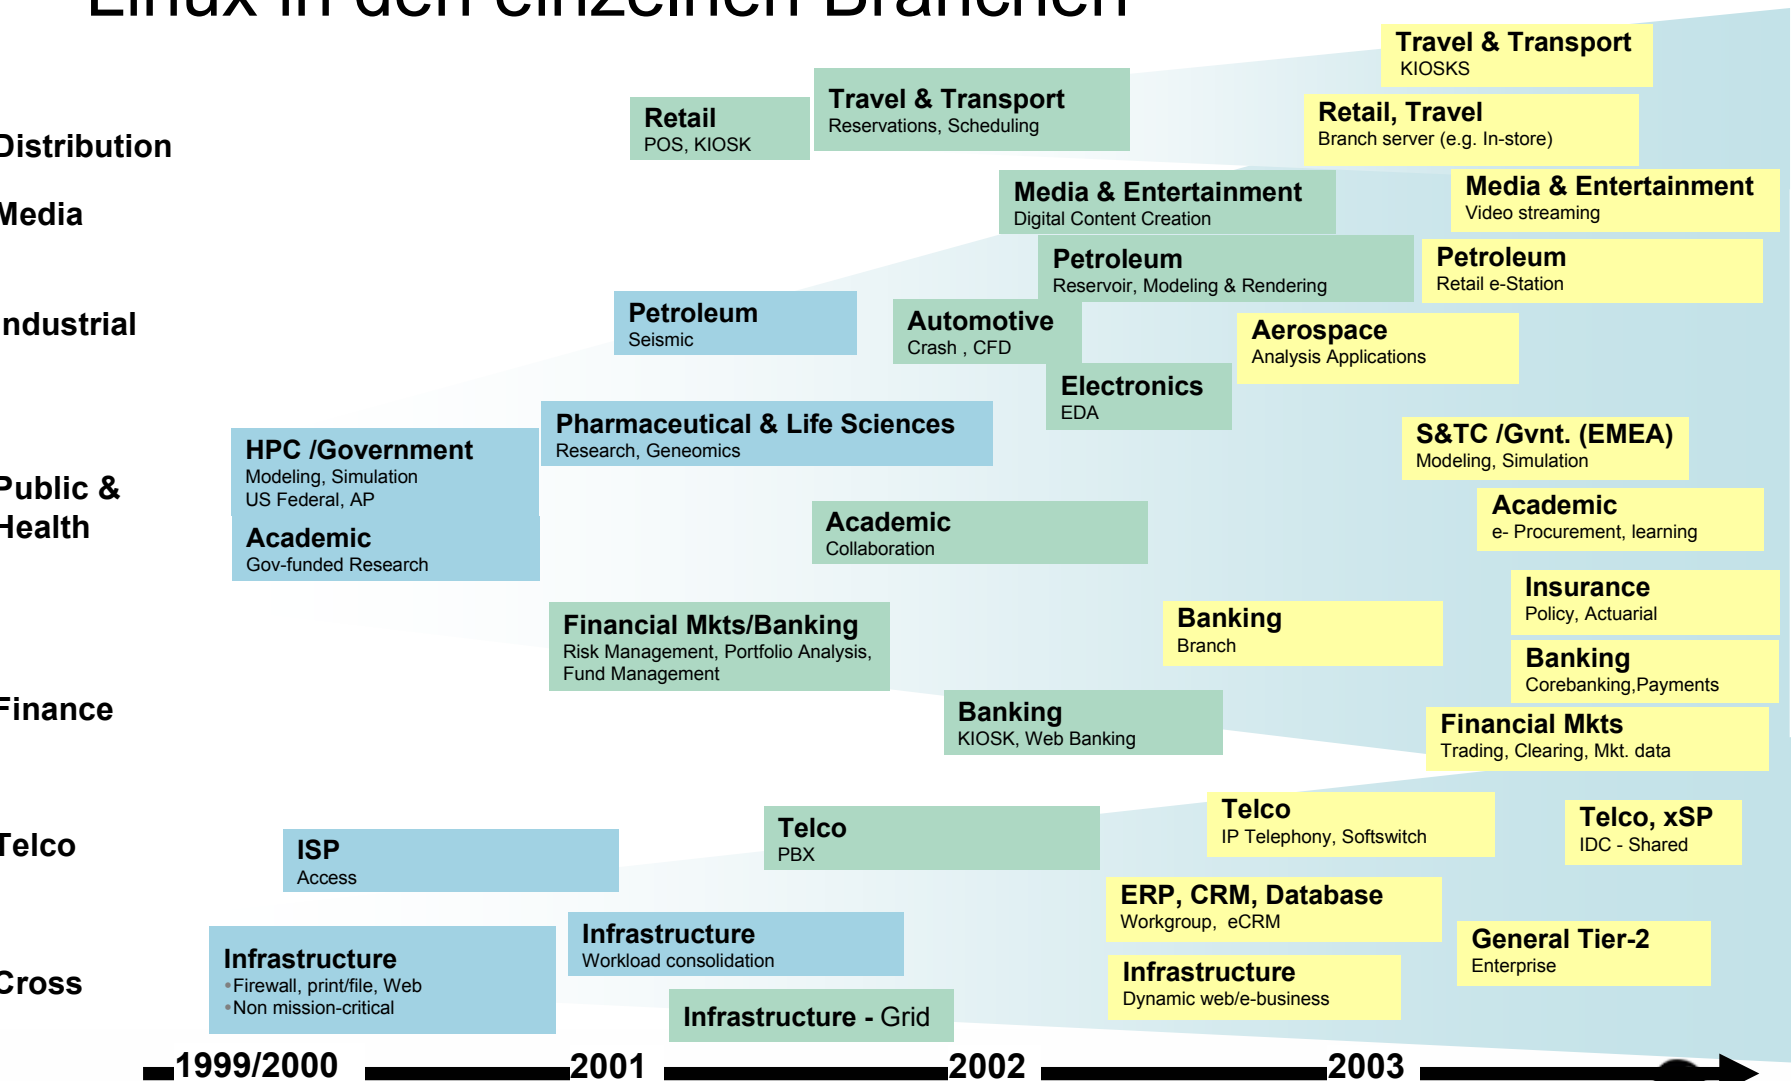 Linux in den einzelnen Branchen
Travel & Transport
KIOSKS
Retail
POS, KIOSK
Travel & Transport
Reservations, Scheduling
Retail, Travel
Branch server (e.g. In-store)
Distribution
Media
Media & Entertainment
Digital Content Creation
Media & Entertainment
Video streaming
Petroleum
Reservoir, Modeling & Rendering
Petroleum
Retail e-Station
Industrial
Petroleum
Seismic
Automotive
Crash , CFD
Aerospace
Analysis Applications
Electronics
EDA
Pharmaceutical & Life Sciences
Research, Geneomics
HPC /Government
Modeling, Simulation
US Federal, AP
S&TC /Gvnt. (EMEA)
Modeling, Simulation
Public &
Health
Academic
Gov-funded Research
Academic
Collaboration
Academic
e- Procurement, learning
Insurance
Policy, Actuarial
Financial Mkts/Banking
Risk Management, Portfolio Analysis,
Fund Management
Banking
Branch
Banking
Corebanking,Payments
Finance
Banking
KIOSK, Web Banking
Financial Mkts
Trading, Clearing, Mkt. data
Telco
ISP
Access
Telco
PBX
Telco
IP Telephony, Softswitch
Telco, xSP
IDC - Shared
ERP, CRM, Database
Workgroup, eCRM
Cross
Infrastructure
•Firewall, print/file, Web
•Non mission-critical
Infrastructure
Workload consolidation
General Tier-2
Enterprise
Infrastructure
Dynamic web/e-business
Infrastructure - Grid
1999/2000
2001
2002
2003